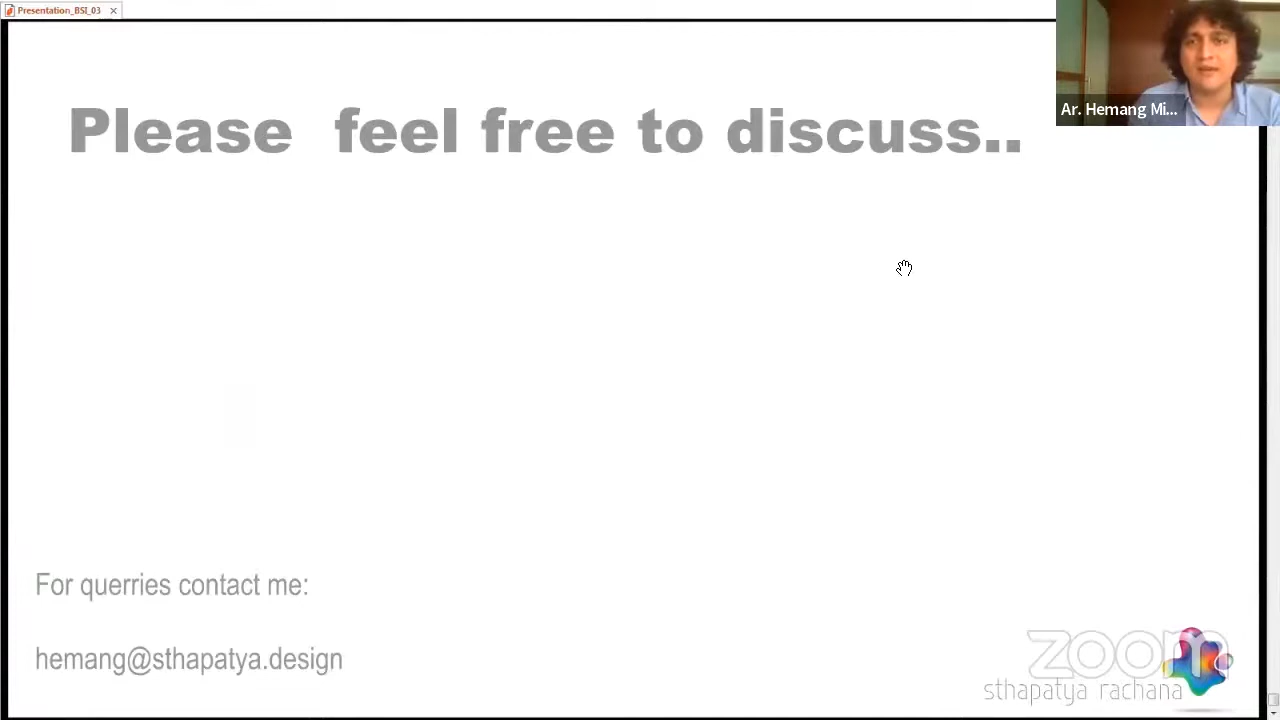 Presentation_BSI_03
Ar. Hemang Mi...
Please feel free to discuss..
For querries contact me:
hemang@sthapatya.design
zoom
sthapatya rachana